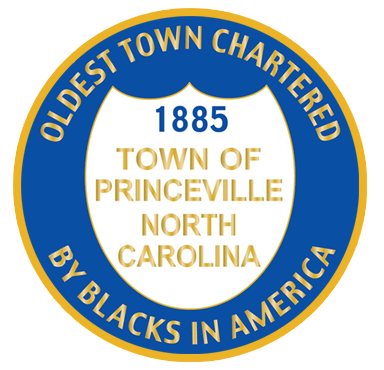 OLDEST TOWN CHARTERED
1885
TOWN OF
PRINCEVILLE
NORTH
CAROLINA
BY BLACKS IN AMERICA